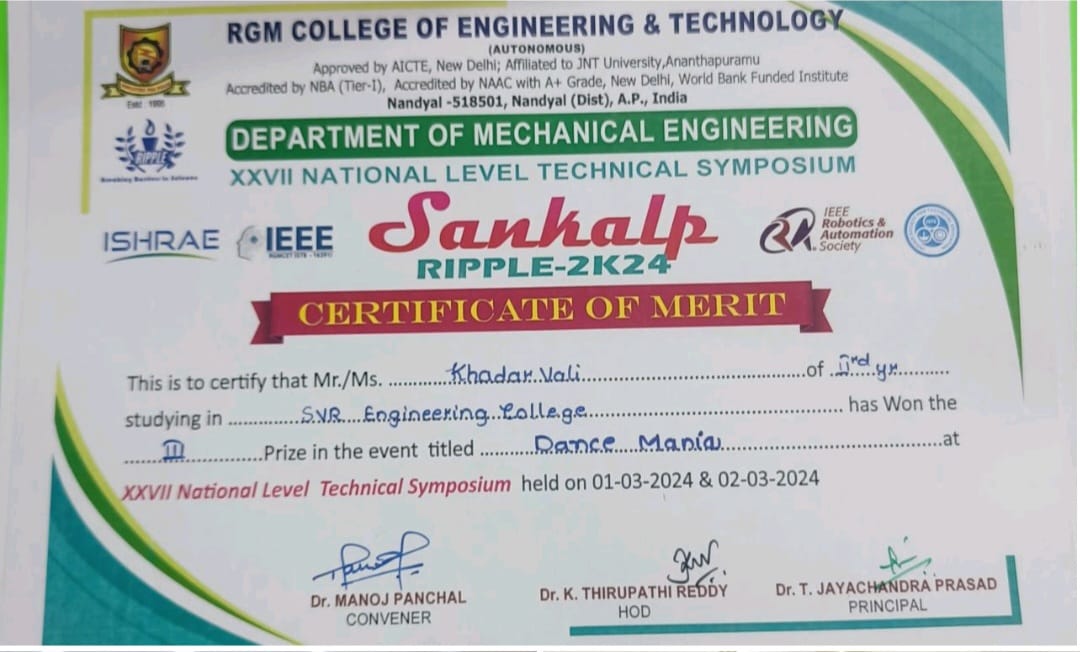 RGM COLLEGE OF ENGINEERING & TECHNOLOGY
(AUTONOMOUS)
Approved by AICTE, New Delhi; Affiliated to JNT University,Ananthapuramu
Accredited by NBA (Tier-I), Accredited by NAAC with A+ Grade, New Delhi, World Bank Funded Institute
Nandyal -518501, Nandyal (Dist), A.P., India
Estd : 1995
DEPARTMENT OF MECHANICAL ENGINEERING
RIPPLE
XXVII NATIONAL LEVEL TECHNICAL SYMPOSIUM
ISHRAE
IEEE
Sankalp
RIPPLE-2K24
IEEE
Robotics &
Automation
Society
CERTIFICATE OF MERIT
This is to certify that Mr./Ms. ............Khadar.Vali.......................................of .IIrd.yr..........
studying in .............SVR...Engineering.College............................................ has Won the
.......III..............Prize in the event titled ..........Dance...Mania.......................................at
XXVII National Level Technical Symposium held on 01-03-2024 & 02-03-2024
Dr. MANOJ PANCHAL
CONVENER
Dr. K. THIRUPATHI REDDY
HOD
Dr. T. JAYACHANDRA PRASAD
PRINCIPAL